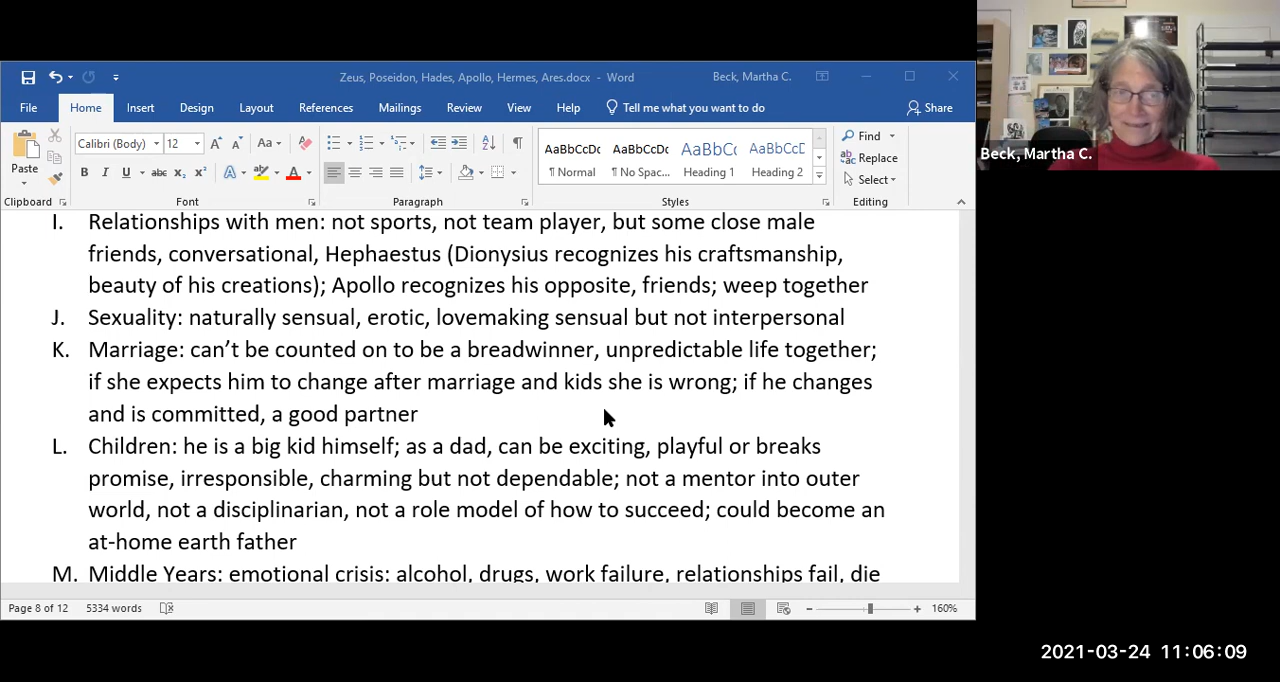 Zeus, Poseidon, Hades, Apollo, Hermes, Ares.docx - Word
Beck, Martha C.
File Home Insert Design Layout References Mailings Review View Help Tell me what you want to do Share
Paste
Calibri (Body) 12 Aa
B I U abc X₂ X² A A
AaBbCcDc AaBbCcDc AaBbCc AaBbCcD
¶ Normal ¶ No Spac... Heading 1 Heading 2
Find
Replace
Select
Clipboard Font Paragraph Styles Editing
I. Relationships with men: not sports, not team player, but some close male
friends, conversational, Hephaestus (Dionysius recognizes his craftsmanship,
beauty of his creations); Apollo recognizes his opposite, friends; weep together
J. Sexuality: naturally sensual, erotic, lovemaking sensual but not interpersonal
K. Marriage: can’t be counted on to be a breadwinner, unpredictable life together;
if she expects him to change after marriage and kids she is wrong; if he changes
and is committed, a good partner
L. Children: he is a big kid himself; as a dad, can be exciting, playful or breaks
promise, irresponsible, charming but not dependable; not a mentor into outer
world, not a disciplinarian, not a role model of how to succeed; could become an
at-home earth father
M. Middle Years: emotional crisis: alcohol, drugs, work failure, relationships fail, die
Page 8 of 12 5334 words 160%
Beck, Martha C.
2021-03-24 11:06:09